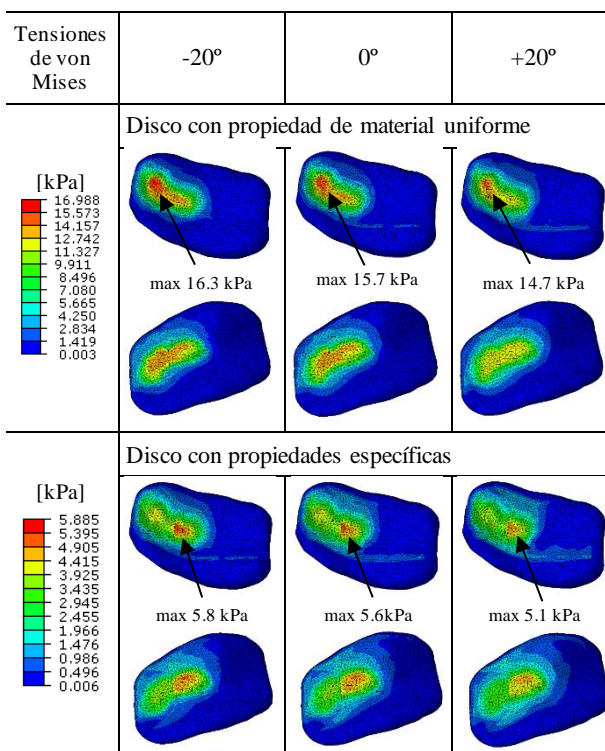 Tensiones
de von
Mises
-20º
0º
+20º
Disco con propiedad de material uniforme
[kPa]
16.988
15.573
14.157
12.742
11.327
9.911
8.496
7.080
5.665
4.250
2.834
1.419
0.003
max 16.3 kPa
max 15.7 kPa
max 14.7 kPa
Disco con propiedades específicas
[kPa]
5.885
5.395
4.905
4.415
3.925
3.435
2.945
2.455
1.966
1.476
0.986
0.496
0.006
max 5.8 kPa
max 5.6kPa
max 5.1 kPa